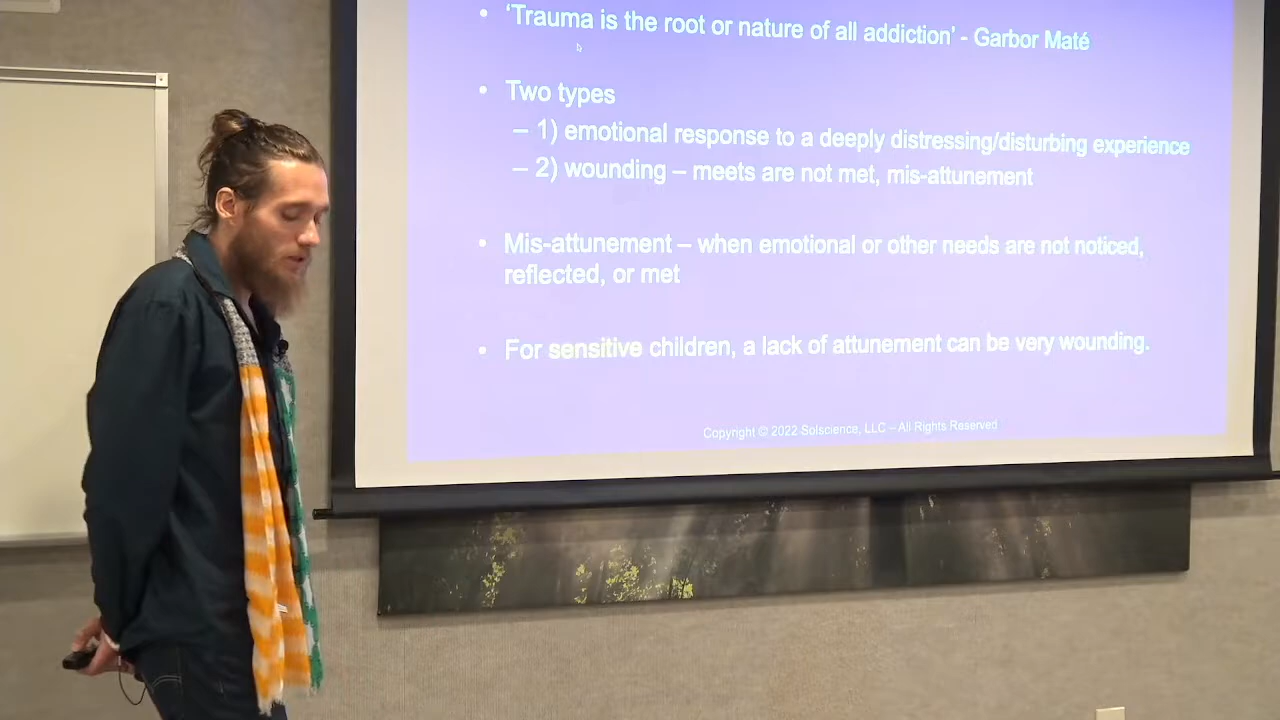 • 'Trauma is the root or nature of all addiction' - Garbor Maté
• Two types
– 1) emotional response to a deeply distressing/disturbing experience
– 2) wounding – meets are not met, mis-attunement
• Mis-attunement – when emotional or other needs are not noticed,
reflected, or met
• For sensitive children, a lack of attunement can be very wounding.
Copyright © 2022 Solscience, LLC – All Rights Reserved